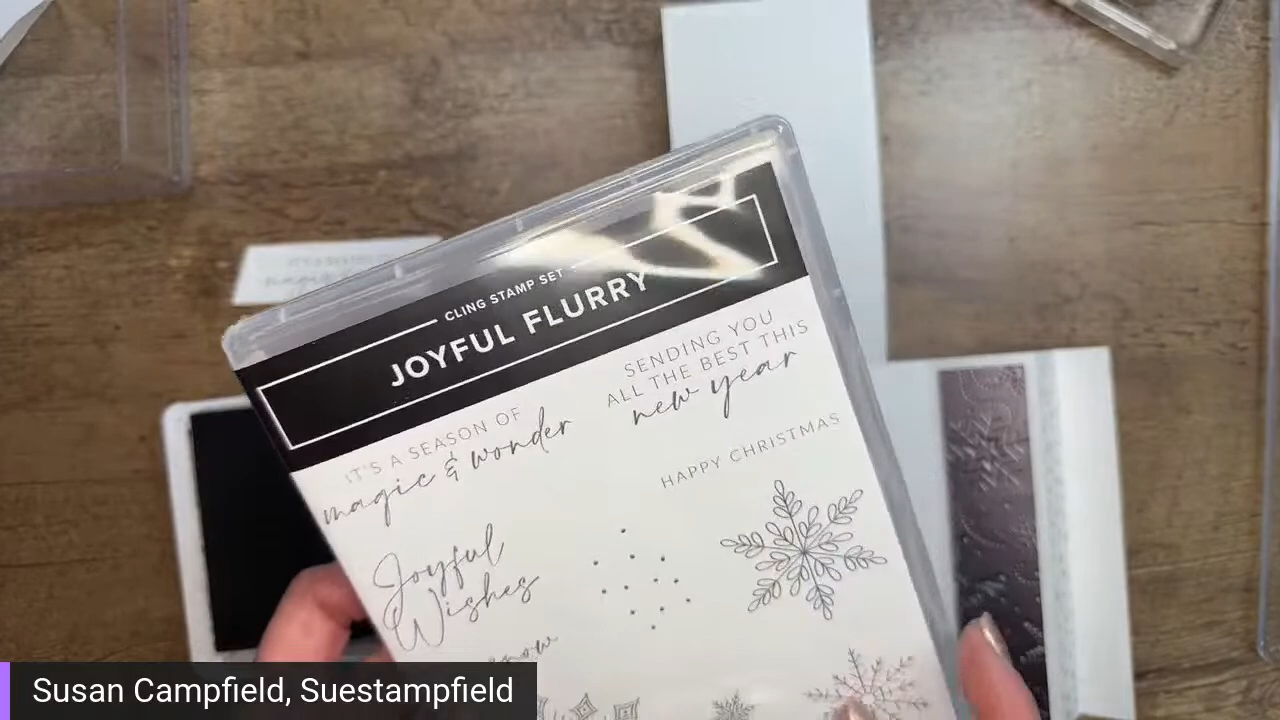 CLING STAMP SET
JOYFUL FLURRY
SENDING YOU
ALL THE BEST THIS
new year
IT'S A SEASON OF
magic & wonder
HAPPY CHRISTMAS
Joyful
Wishes
snow
Susan Campfield, Suestampfield